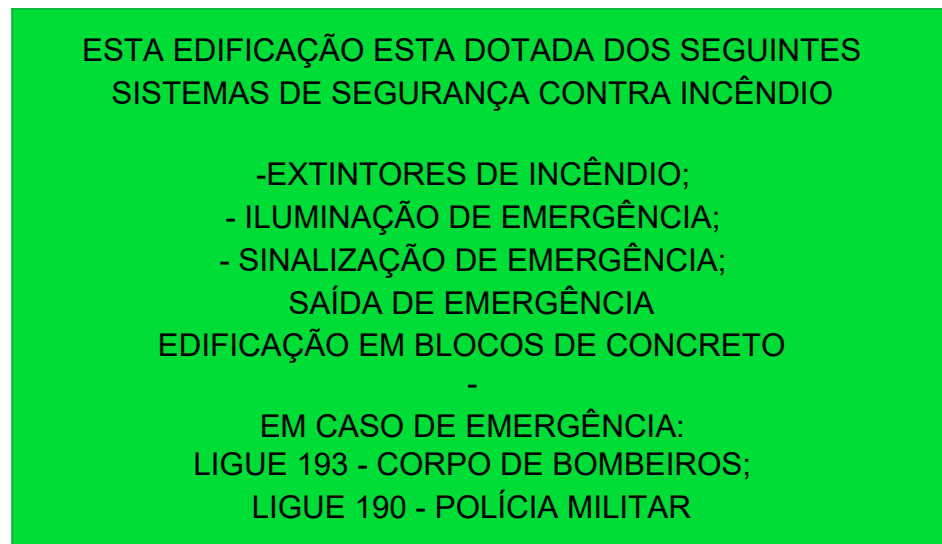 ESTA EDIFICAÇÃO ESTA DOTADA DOS SEGUINTES
SISTEMAS DE SEGURANÇA CONTRA INCÊNDIO
-EXTINTORES DE INCÊNDIO;
- ILUMINAÇÃO DE EMERGÊNCIA;
- SINALIZAÇÃO DE EMERGÊNCIA;
SAÍDA DE EMERGÊNCIA
EDIFICAÇÃO EM BLOCOS DE CONCRETO
-
EM CASO DE EMERGÊNCIA:
LIGUE 193 - CORPO DE BOMBEIROS;
LIGUE 190 - POLÍCIA MILITAR